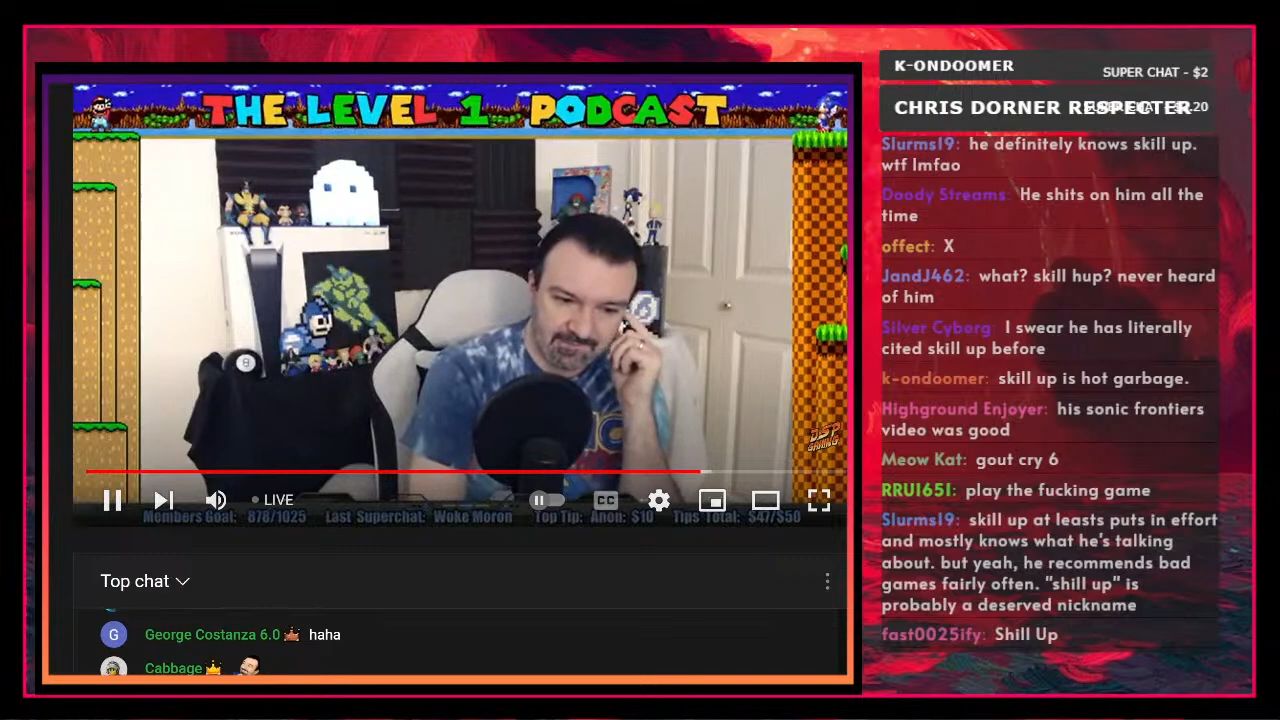 THE LEVEL 1 PODCAST
8
DSP
GAMING
LIVE
CC
Members Goal: 878/1025 Last Superchat: Woke Moron Top Tip: Anon: $10 Tips Total: $47/$50
Top chat
G George Costanza 6.0 haha
Cabbage
K-ONDOOMER SUPER CHAT - $2
CHRIS DORNER RESPECTER
Slurms19: he definitely knows skill up.
wtf lmfao
Doody Streams: He shits on him all the
time
offect: X
JandJ462: what? skill hup? never heard
of him
Silver Cyborg: I swear he has literally
cited skill up before
k-ondoomer: skill up is hot garbage.
Highground Enjoyer: his sonic frontiers
video was good
Meow Kat: gout cry 6
RRU1651: play the fucking game
Slurms19: skill up at leasts puts in effort
and mostly knows what he's talking
about. but yeah, he recommends bad
games fairly often. "shill up" is
probably a deserved nickname
fast0025ify: Shill Up